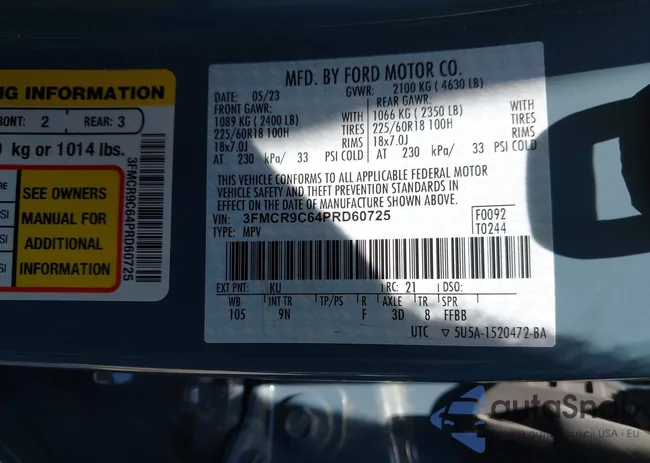 NG INFORMATION
FRONT: 2 REAR: 3
kg or 1014 lbs.
SEE OWNERS
MANUAL FOR
ADDITIONAL
INFORMATION
3FMCR9C64PRD60725
MFD. BY FORD MOTOR CO.
DATE: 05/23 GVWR: 2100 KG ( 4630 LB)
FRONT GAWR: REAR GAWR:
1089 KG ( 2400 LB) WITH 1066 KG ( 2350 LB) WITH
225/60R18 100H TIRES 225/60R18 100H TIRES
18x7.0J RIMS 18x7.0J RIMS
AT 230 kPa/ 33 PSI COLD AT 230 kPa/ 33 PSI COLD
THIS VEHICLE CONFORMS TO ALL APPLICABLE FEDERAL MOTOR
VEHICLE SAFETY AND THEFT PREVENTION STANDARDS IN
EFFECT ON THE DATE OF MANUFACTURE SHOWN ABOVE.
VIN: 3FMCR9C64PRD60725 F0092
TYPE: MPV T0244
EXT PNT: KU RC: 21 DSO:
WB INT TR TP/PS R AXLE TR SPR
105 9N F 3D 8 FFBB
UTC ▽ 5U5A-1520472-BA
autoSnab